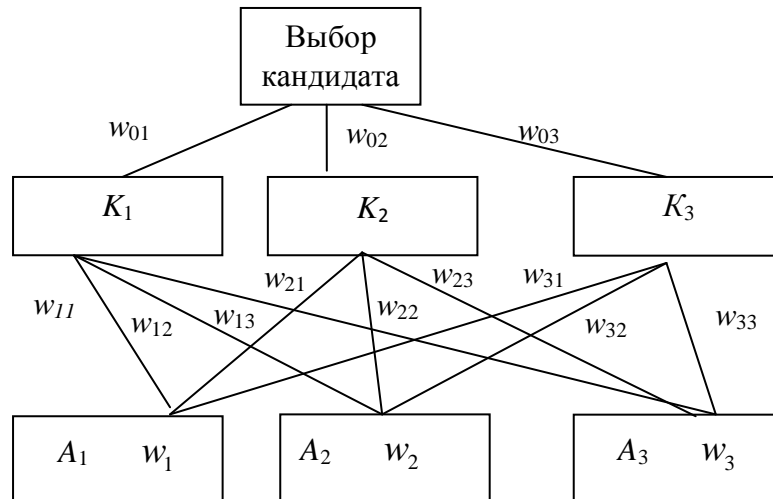 Выбор
кандидата
w₀₁ w₀₂ w₀₃
K₁ K₂ К₃
w₁₁ w₁₂ w₁₃ w₂₁ w₂₂ w₂₃ w₃₁ w₃₂ w₃₃
A₁ w₁ A₂ w₂ A₃ w₃